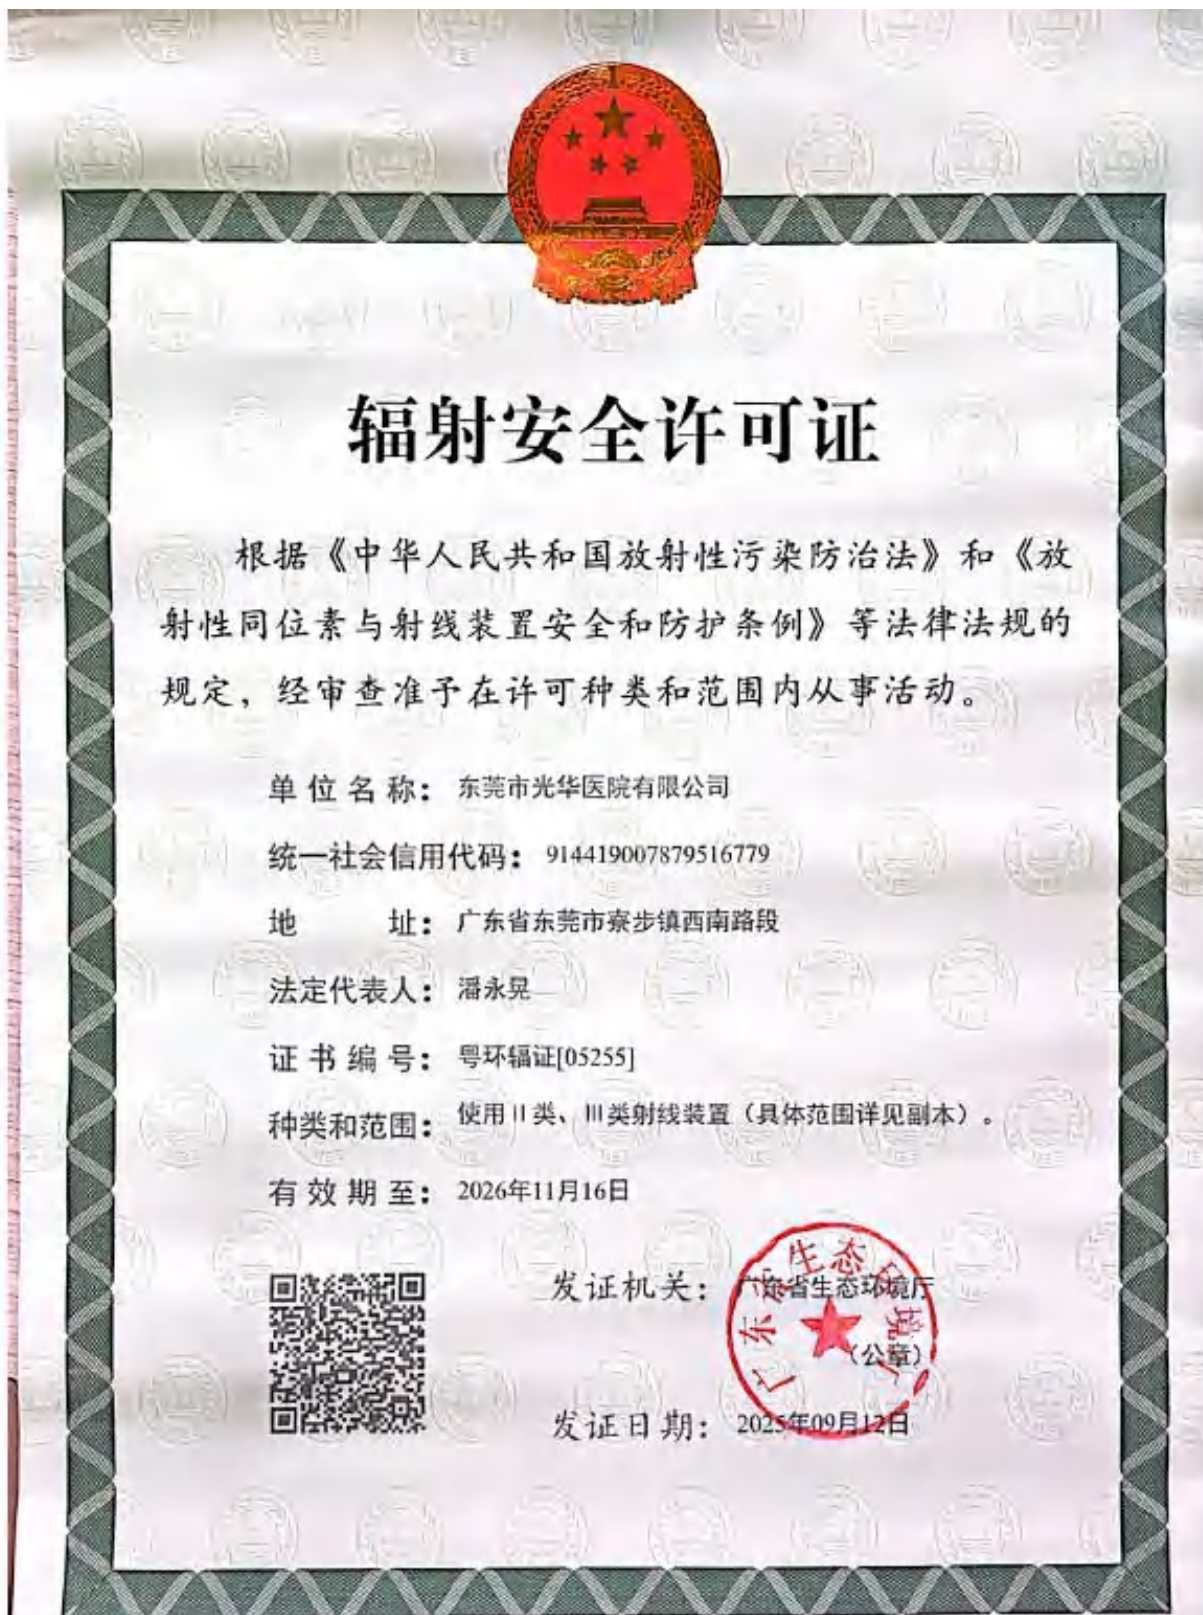 辐射安全许可证
根据《中华人民共和国放射性污染防治法》和《放
射性同位素与射线装置安全和防护条例》等法律法规的
规定，经审查准予在许可种类和范围内从事活动。
单位名称：东莞市光华医院有限公司
统一社会信用代码：914419007879516779
地 址：广东省东莞市寮步镇西南路段
法定代表人：潘永晃
证书编号：粤环辐证[05255]
种类和范围：使用Ⅱ类、Ⅲ类射线装置（具体范围详见副本）。
有效期至：2026年11月16日
发证机关：广东省生态环境厅
（公章）
发证日期：2025年09月12日
广东省生态环境厅